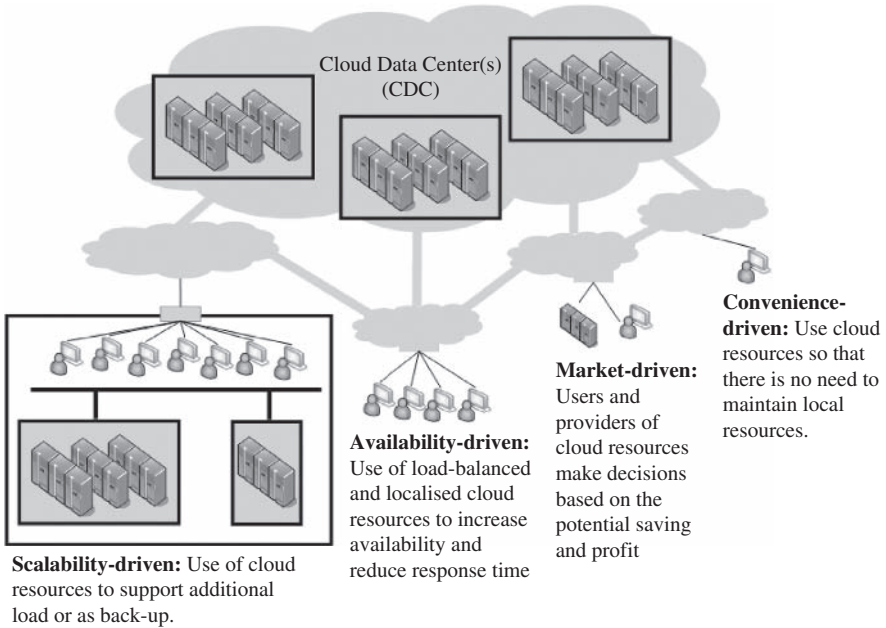 Cloud Data Center(s)
(CDC)
Scalability-driven: Use of cloud
resources to support additional
load or as back-up.
Availability-driven:
Use of load-balanced
and localised cloud
resources to increase
availability and
reduce response time
Market-driven:
Users and
providers of
cloud resources
make decisions
based on the
potential saving
and profit
Convenience-
driven: Use cloud
resources so that
there is no need to
maintain local
resources.